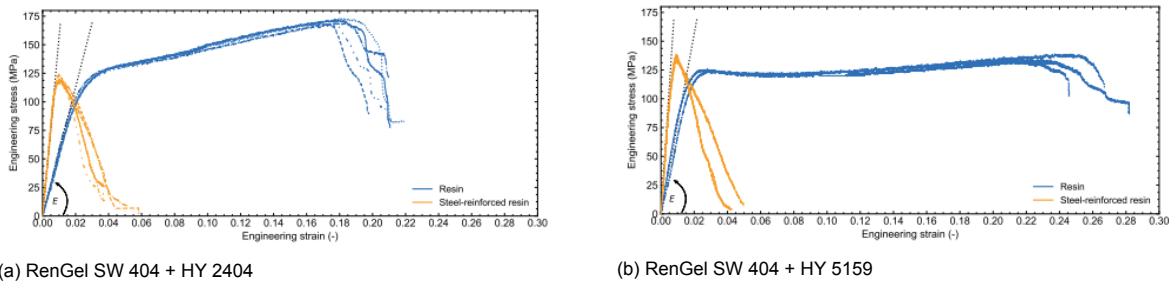 175
150
125
100
75
50
25
0
Engineering stress (MPa)
E
Resin
Steel-reinforced resin
0.00 0.02 0.04 0.06 0.08 0.10 0.12 0.14 0.16 0.18 0.20 0.22 0.24 0.26 0.28 0.30
Engineering strain (-)
(a) RenGel SW 404 + HY 2404
175
150
125
100
75
50
25
0
Engineering stress (MPa)
E
Resin
Steel-reinforced resin
0.00 0.02 0.04 0.06 0.08 0.10 0.12 0.14 0.16 0.18 0.20 0.22 0.24 0.26 0.28 0.30
Engineering strain (-)
(b) RenGel SW 404 + HY 5159